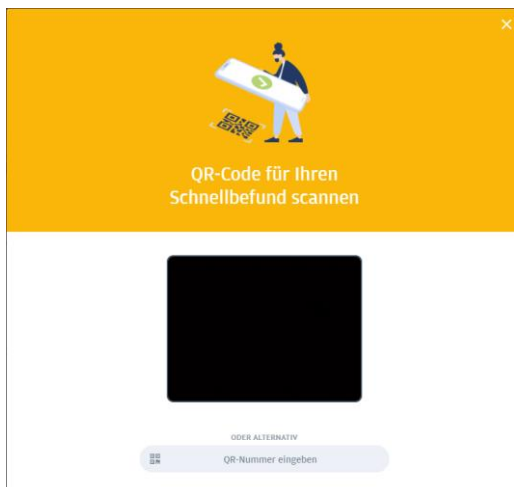 QR-Code für Ihren
Schnellbefund scannen
ODER ALTERNATIV
QR-Nummer eingeben